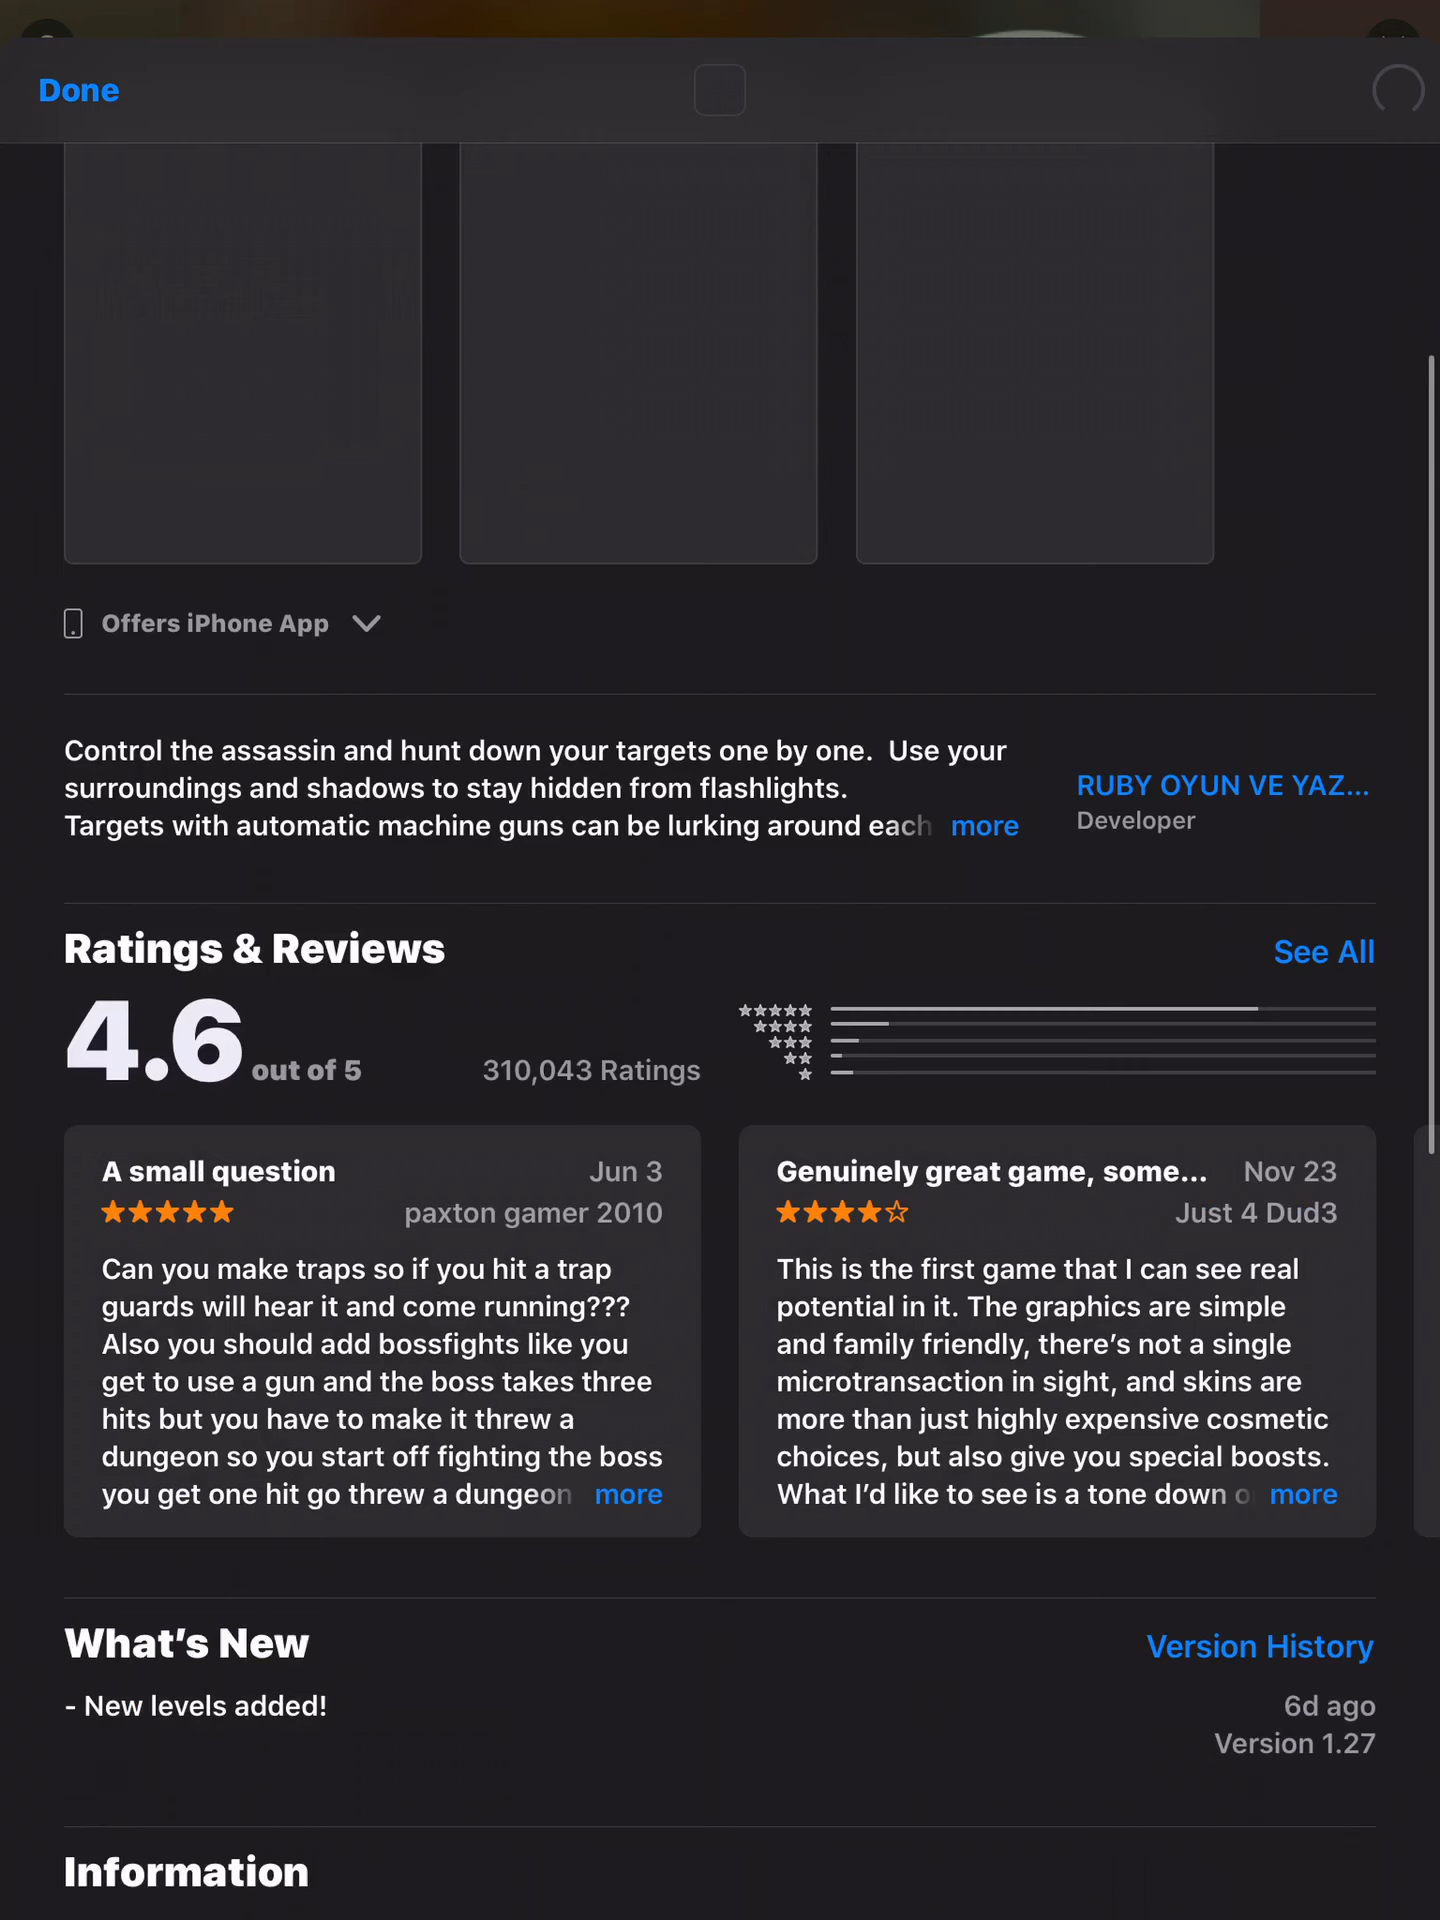 Done
Offers iPhone App
Control the assassin and hunt down your targets one by one.  Use your
surroundings and shadows to stay hidden from flashlights.
Targets with automatic machine guns can be lurking around each more
RUBY OYUN VE YAZ...
Developer
Ratings & Reviews
See All
4.6 out of 5
310,043 Ratings
A small question
Jun 3
paxton gamer 2010
Can you make traps so if you hit a trap
guards will hear it and come running???
Also you should add bossfights like you
get to use a gun and the boss takes three
hits but you have to make it threw a
dungeon so you start off fighting the boss
you get one hit go threw a dungeon more
Genuinely great game, some...
Nov 23
Just 4 Dud3
This is the first game that I can see real
potential in it. The graphics are simple
and family friendly, there’s not a single
microtransaction in sight, and skins are
more than just highly expensive cosmetic
choices, but also give you special boosts.
What I’d like to see is a tone down more
What’s New
Version History
- New levels added!
6d ago
Version 1.27
Information